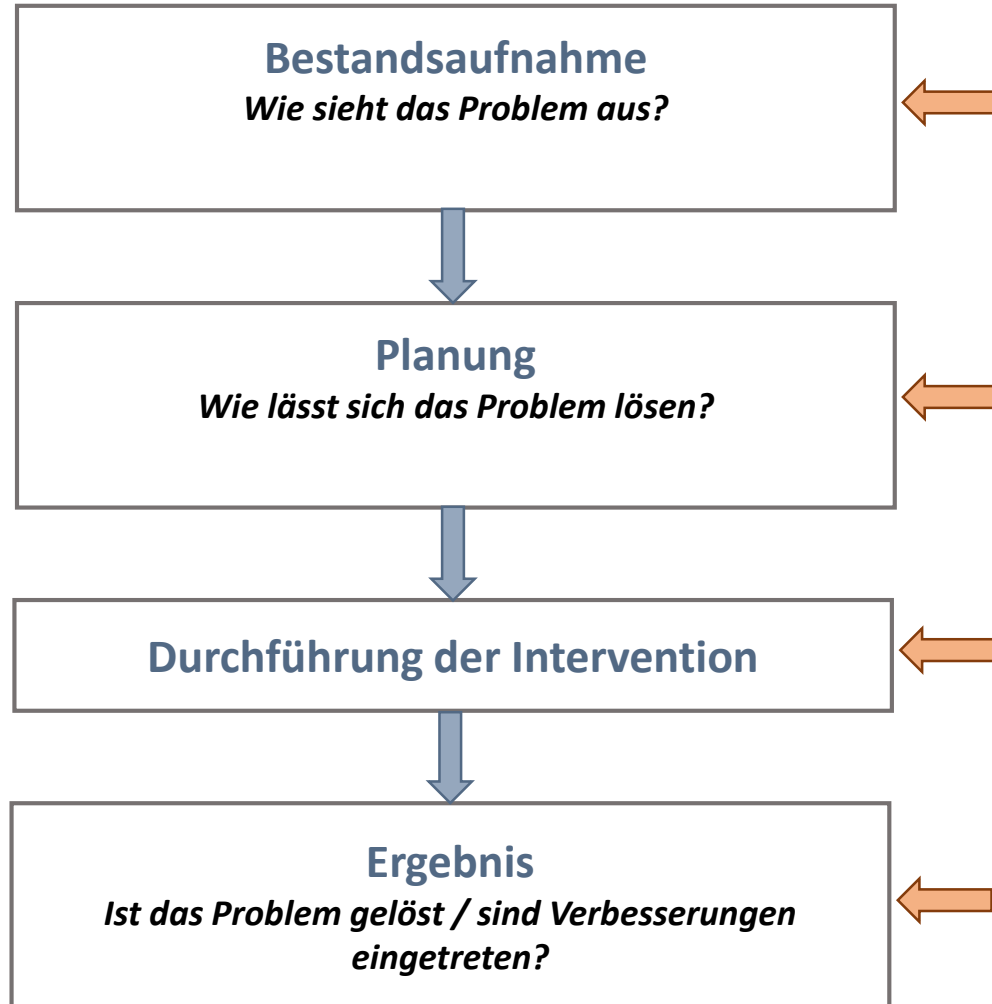 Bestandsaufnahme
Wie sieht das Problem aus?
Planung
Wie lässt sich das Problem lösen?
Durchführung der Intervention
Ergebnis
Ist das Problem gelöst / sind Verbesserungen
eingetreten?